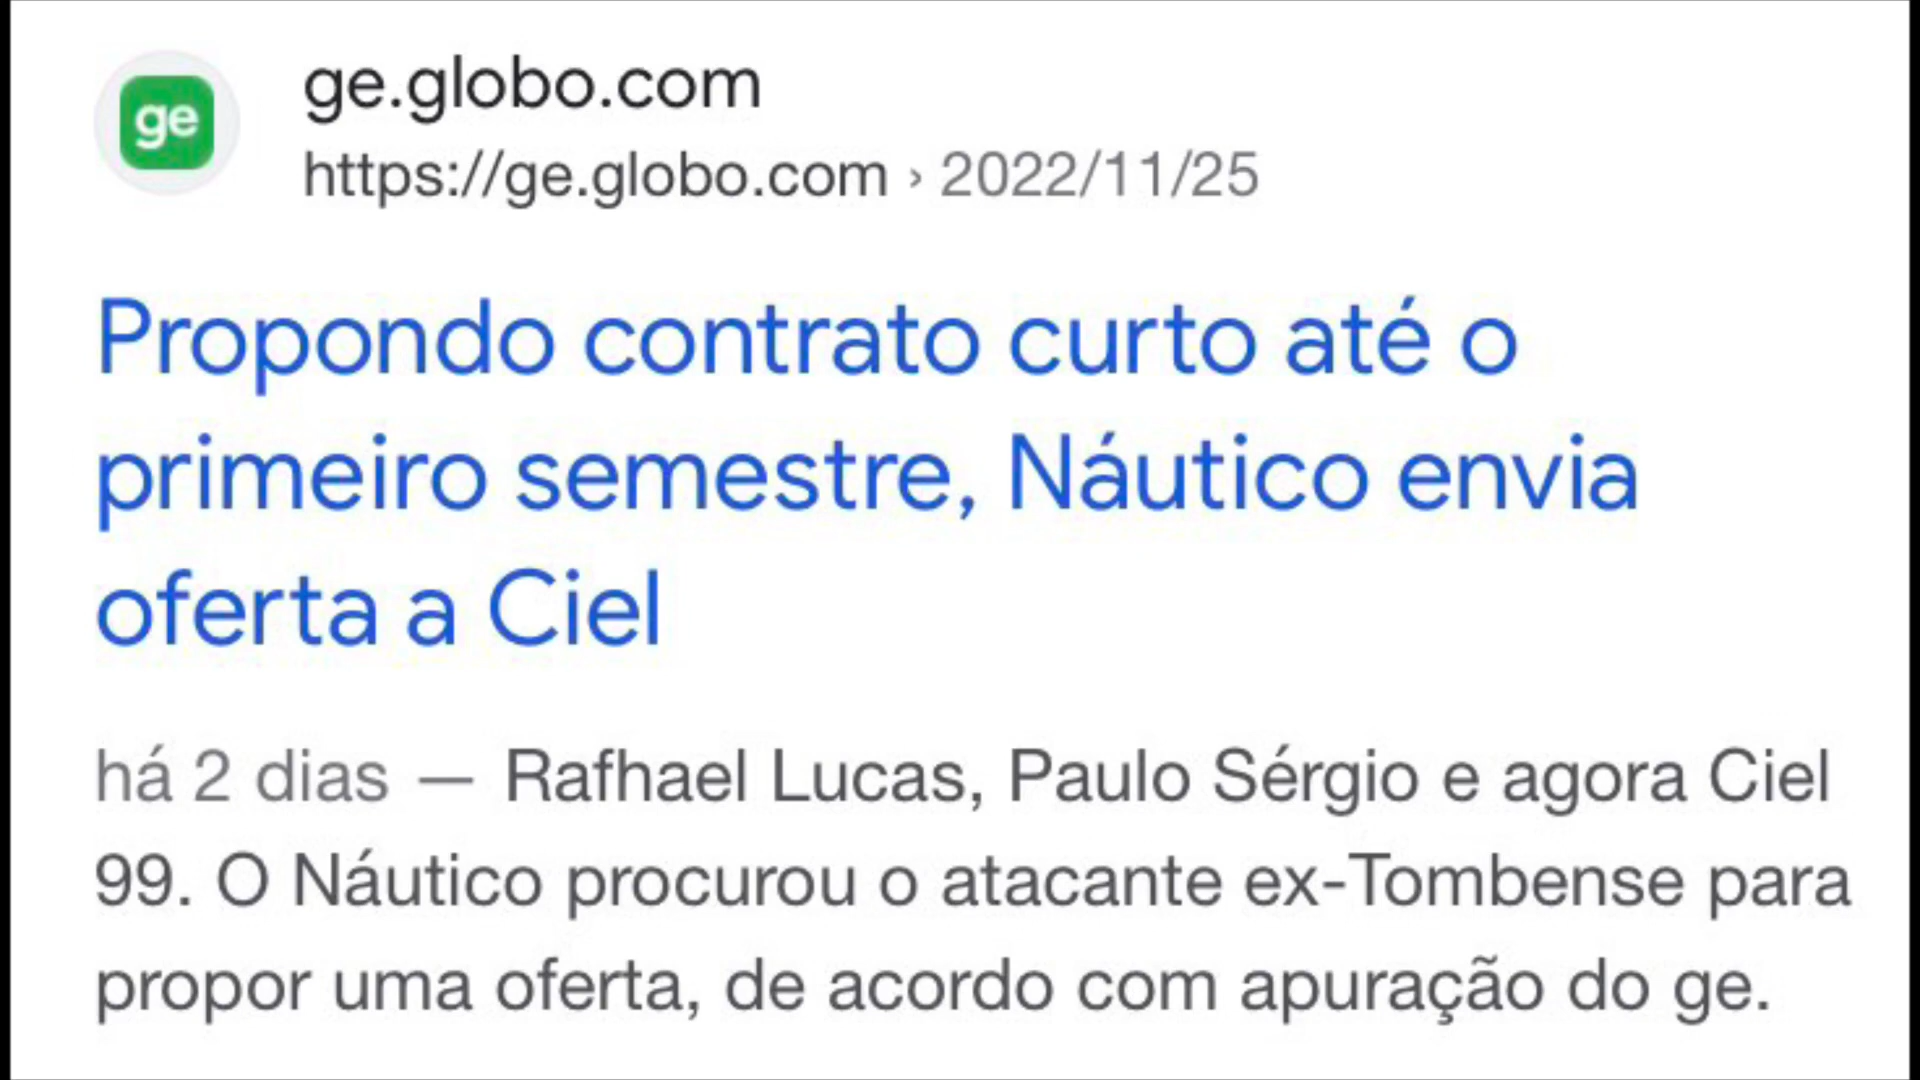 ge
ge.globo.com
https://ge.globo.com › 2022/11/25
Propondo contrato curto até o
primeiro semestre, Náutico envia
oferta a Ciel
há 2 dias — Rafhael Lucas, Paulo Sérgio e agora Ciel
99. O Náutico procurou o atacante ex-Tombense para
propor uma oferta, de acordo com apuração do ge.